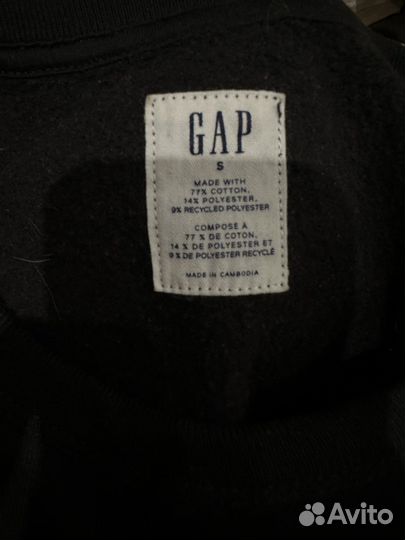 GAP
S
MADE WITH
77% COTTON,
14% POLYESTER,
9% RECYCLED POLYESTER
COMPOSÉ À
77 % DE COTON,
14 % DE POLYESTER ET
9 % DE POLYESTER RECYCLÉ
MADE IN CAMBODIA
Avito